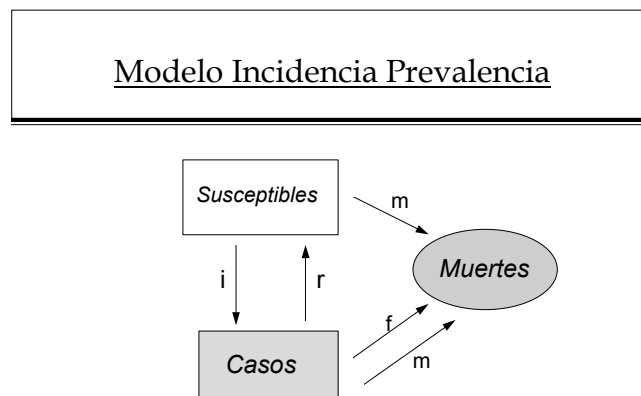 Modelo Incidencia Prevalencia
Susceptibles
m
Muertes
i
r
f
m
Casos